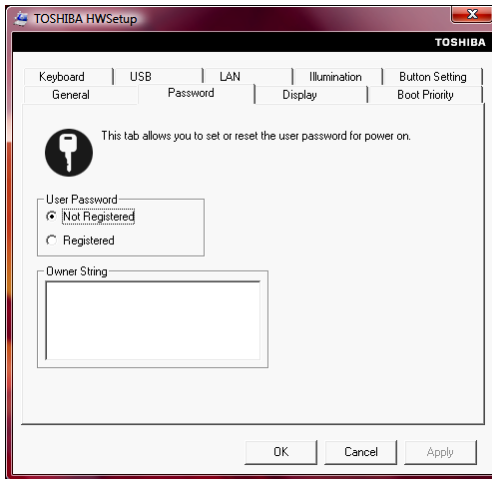 TOSHIBA HWSetup
TOSHIBA
Keyboard USB LAN Illumination Button Setting
General Password Display Boot Priority
This tab allows you to set or reset the user password for power on.
User Password
Not Registered
Registered
Owner String
OK Cancel Apply